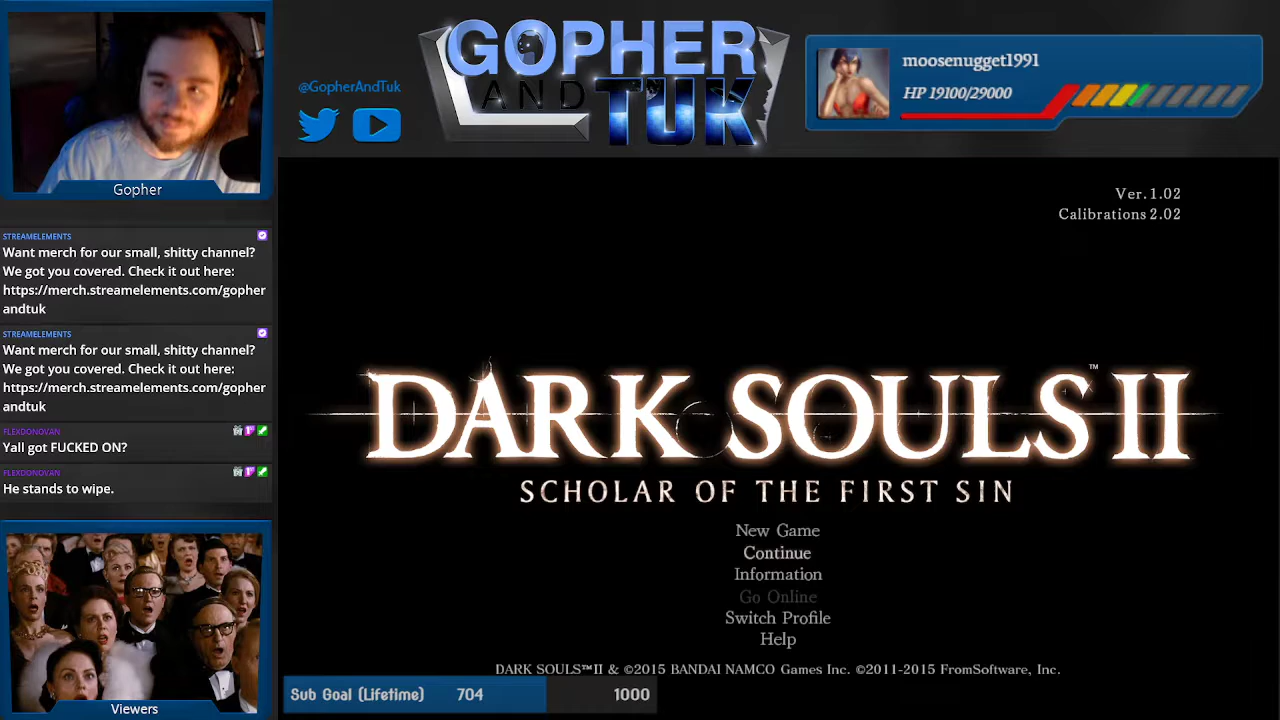 Gopher
@GopherAndTuk
GOPHER
AND TUK
moosenugget1991
HP 19100/29000
STREAMELEMENTS
Want merch for our small, shitty channel?
We got you covered. Check it out here:
https://merch.streamelements.com/gopher
andtuk
STREAMELEMENTS
Want merch for our small, shitty channel?
We got you covered. Check it out here:
https://merch.streamelements.com/gopher
andtuk
FLEXDONOVAN
Yall got FUCKED ON?
FLEXDONOVAN
He stands to wipe.
Viewers
Ver.1.02
Calibrations 2.02
DARK SOULS™II
SCHOLAR OF THE FIRST SIN
New Game
Continue
Information
Go Online
Switch Profile
Help
DARK SOULS™II & ©2015 BANDAI NAMCO Games Inc. ©2011-2015 FromSoftware, Inc.
Sub Goal (Lifetime) 704 1000